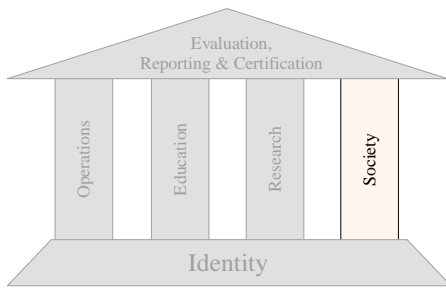 Evaluation,
Reporting & Certification
Operations
Education
Research
Society
Identity